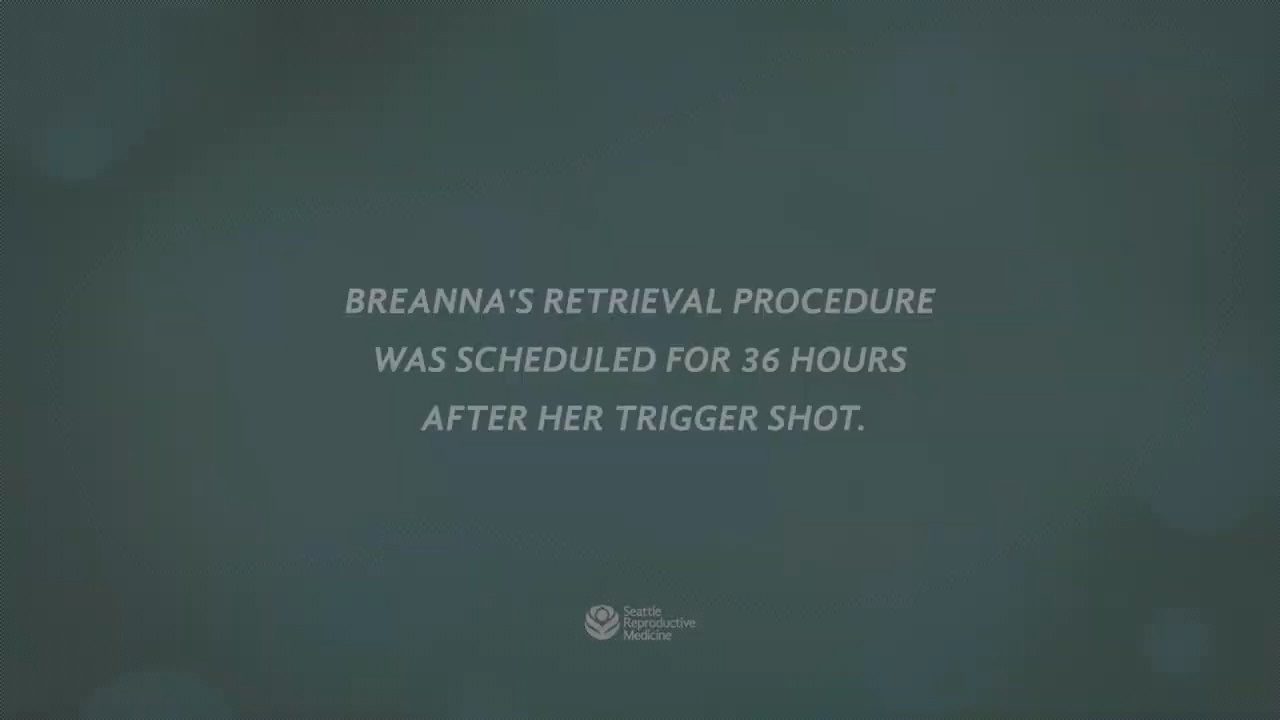 BREANNA'S RETRIEVAL PROCEDURE
WAS SCHEDULED FOR 36 HOURS
AFTER HER TRIGGER SHOT.
Seattle
Reproductive
Medicine